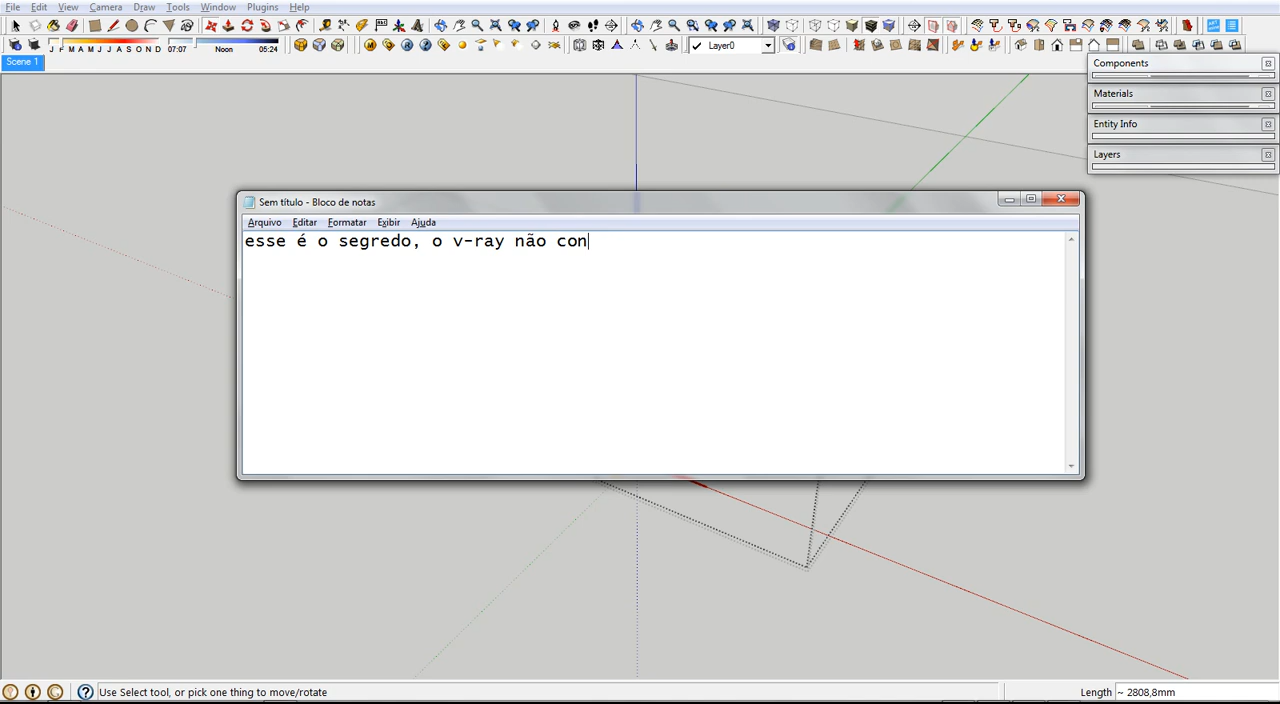 File Edit View Camera Draw Tools Window Plugins Help
J F M A M J J A S O N D 07:07 Noon 05:24 Layer0
Scene 1
Components
Materials
Entity Info
Layers
Sem título - Bloco de notas
Arquivo Editar Formatar Exibir Ajuda
esse é o segredo, o v-ray não con
Use Select tool, or pick one thing to move/rotate Length ~ 2808,8mm